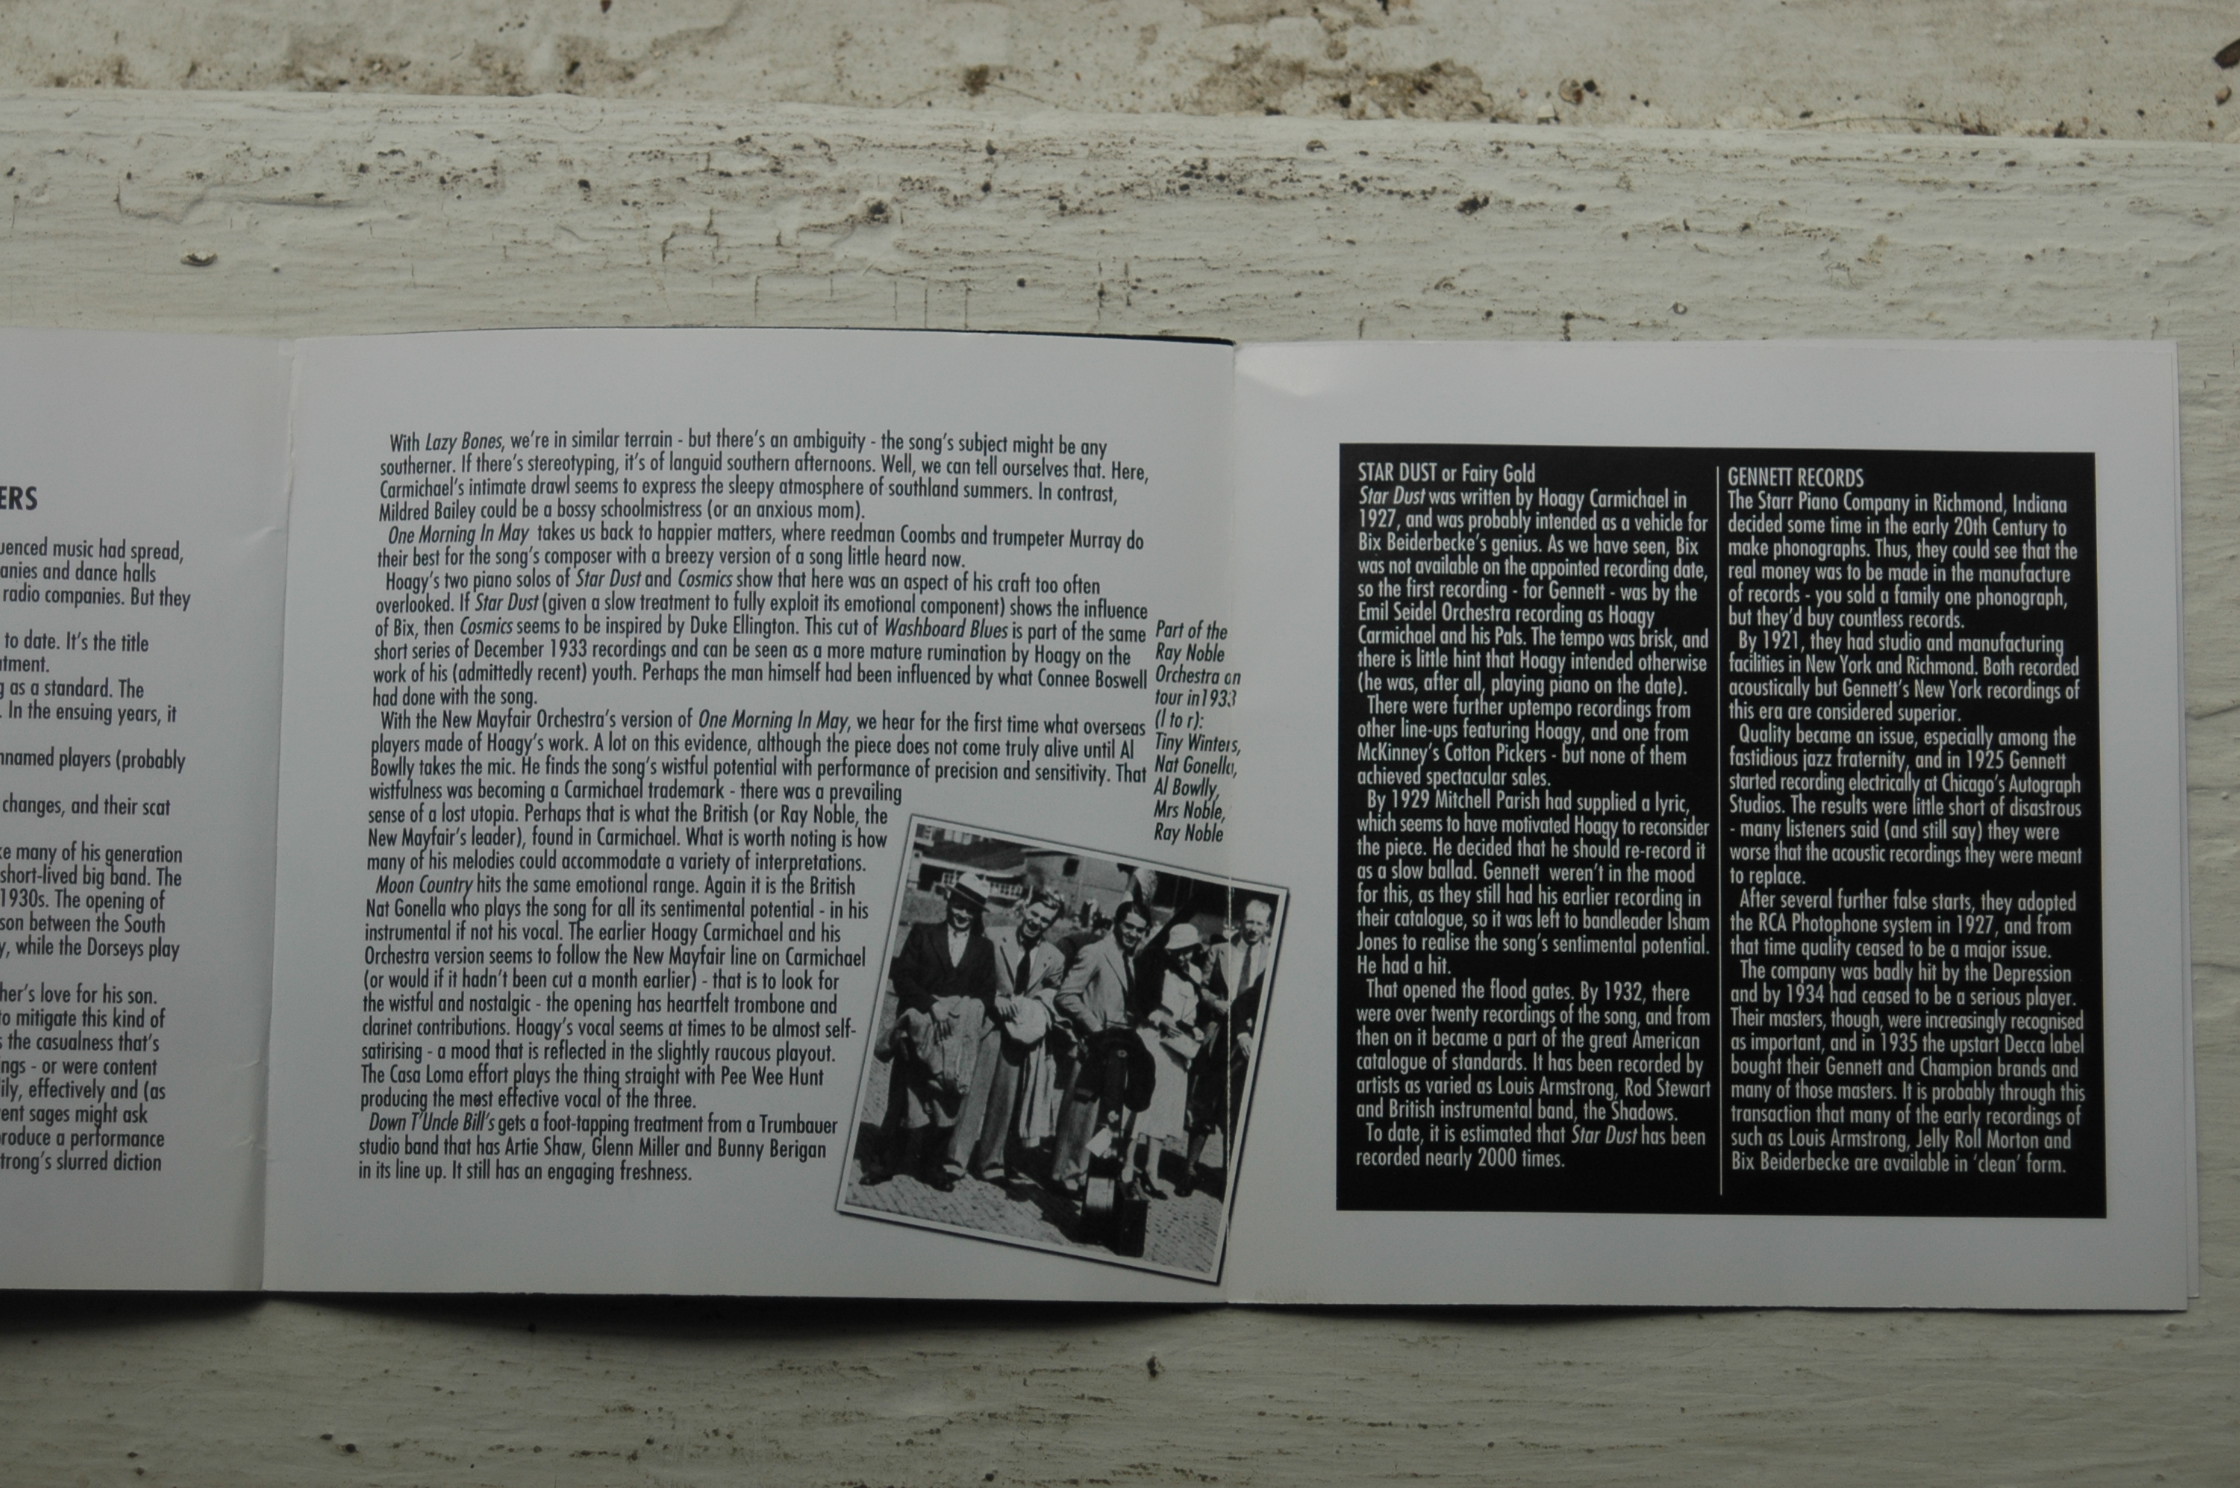 ERS
uenced music had spread,
anies and dance halls
radio companies. But they
to date. It's the title
atment.
g as a standard. The
. In the ensuing years, it
nnamed players (probably
changes, and their scat
ke many of his generation
short-lived big band. The
1930s. The opening of
son between the South
y, while the Dorseys play
her's love for his son.
to mitigate this kind of
s the casualness that's
ngs - or were content
ily, effectively and (as
ent sages might ask
roduce a performance
trong's slurred diction
With Lazy Bones, we're in similar terrain - but there's an ambiguity - the song's subject might be any
southerner. If there's stereotyping, it's of languid southern afternoons. Well, we can tell ourselves that. Here,
Carmichael's intimate drawl seems to express the sleepy atmosphere of southland summers. In contrast,
Mildred Bailey could be a bossy schoolmistress (or an anxious mom).
One Morning In May takes us back to happier matters, where reedman Coombs and trumpeter Murray do
their best for the song's composer with a breezy version of a song little heard now.
Hoagy's two piano solos of Star Dust and Cosmics show that here was an aspect of his craft too often
overlooked. If Star Dust (given a slow treatment to fully exploit its emotional component) shows the influence
of Bix, then Cosmics seems to be inspired by Duke Ellington. This cut of Washboard Blues is part of the same
short series of December 1933 recordings and can be seen as a more mature rumination by Hoagy on the
work of his (admittedly recent) youth. Perhaps the man himself had been influenced by what Connee Boswell
had done with the song.
With the New Mayfair Orchestra's version of One Morning In May, we hear for the first time what overseas
players made of Hoagy's work. A lot on this evidence, although the piece does not come truly alive until Al
Bowlly takes the mic. He finds the song's wistful potential with performance of precision and sensitivity. That
wistfulness was becoming a Carmichael trademark - there was a prevailing
sense of a lost utopia. Perhaps that is what the British (or Ray Noble, the
New Mayfair's leader), found in Carmichael. What is worth noting is how
many of his melodies could accommodate a variety of interpretations.
Moon Country hits the same emotional range. Again it is the British
Nat Gonella who plays the song for all its sentimental potential - in his
instrumental if not his vocal. The earlier Hoagy Carmichael and his
Orchestra version seems to follow the New Mayfair line on Carmichael
(or would if it hadn't been cut a month earlier) - that is to look for
the wistful and nostalgic - the opening has heartfelt trombone and
clarinet contributions. Hoagy's vocal seems at times to be almost self-
satirising - a mood that is reflected in the slightly raucous playout.
The Casa Loma effort plays the thing straight with Pee Wee Hunt
producing the most effective vocal of the three.
Down T'Uncle Bill's gets a foot-tapping treatment from a Trumbauer
studio band that has Artie Shaw, Glenn Miller and Bunny Berigan
in its line up. It still has an engaging freshness.
Part of the
Ray Noble
Orchestra on
tour in1933
(l to r):
Tiny Winters,
Nat Gonella,
Al Bowlly,
Mrs Noble,
Ray Noble
STAR DUST or Fairy Gold
Star Dust was written by Hoagy Carmichael in
1927, and was probably intended as a vehicle for
Bix Beiderbecke's genius. As we have seen, Bix
was not available on the appointed recording date,
so the first recording - for Gennett - was by the
Emil Seidel Orchestra recording as Hoagy
Carmichael and his Pals. The tempo was brisk, and
there is little hint that Hoagy intended otherwise
(he was, after all, playing piano on the date).
There were further uptempo recordings from
other line-ups featuring Hoagy, and one from
McKinney's Cotton Pickers - but none of them
achieved spectacular sales.
By 1929 Mitchell Parish had supplied a lyric,
which seems to have motivated Hoagy to reconsider
the piece. He decided that he should re-record it
as a slow ballad. Gennett weren't in the mood
for this, as they still had his earlier recording in
their catalogue, so it was left to bandleader Isham
Jones to realise the song's sentimental potential.
He had a hit.
That opened the flood gates. By 1932, there
were over twenty recordings of the song, and from
then on it became a part of the great American
catalogue of standards. It has been recorded by
artists as varied as Louis Armstrong, Rod Stewart
and British instrumental band, the Shadows.
To date, it is estimated that Star Dust has been
recorded nearly 2000 times.
GENNETT RECORDS
The Starr Piano Company in Richmond, Indiana
decided some time in the early 20th Century to
make phonographs. Thus, they could see that the
real money was to be made in the manufacture
of records - you sold a family one phonograph,
but they'd buy countless records.
By 1921, they had studio and manufacturing
facilities in New York and Richmond. Both recorded
acoustically but Gennett's New York recordings of
this era are considered superior.
Quality became an issue, especially among the
fastidious jazz fraternity, and in 1925 Gennett
started recording electrically at Chicago's Autograph
Studios. The results were little short of disastrous
- many listeners said (and still say) they were
worse that the acoustic recordings they were meant
to replace.
After several further false starts, they adopted
the RCA Photophone system in 1927, and from
that time quality ceased to be a major issue.
The company was badly hit by the Depression
and by 1934 had ceased to be a serious player.
Their masters, though, were increasingly recognised
as important, and in 1935 the upstart Decca label
bought their Gennett and Champion brands and
many of those masters. It is probably through this
transaction that many of the early recordings of
such as Louis Armstrong, Jelly Roll Morton and
Bix Beiderbecke are available in 'clean' form.